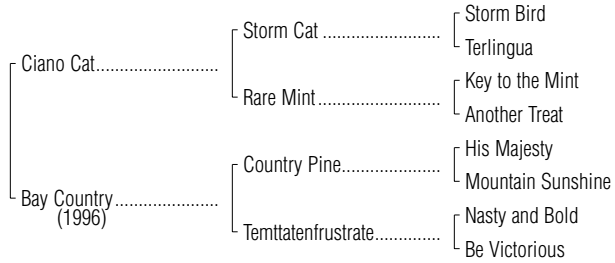 Storm Bird
Storm Cat ..............................
Terlingua
Ciano Cat...............................
Key to the Mint
Rare Mint ..............................
Another Treat
His Majesty
Country Pine........................
Mountain Sunshine
Bay Country ..........................
(1996)
Nasty and Bold
Temttatenfrustrate................
Be Victorious